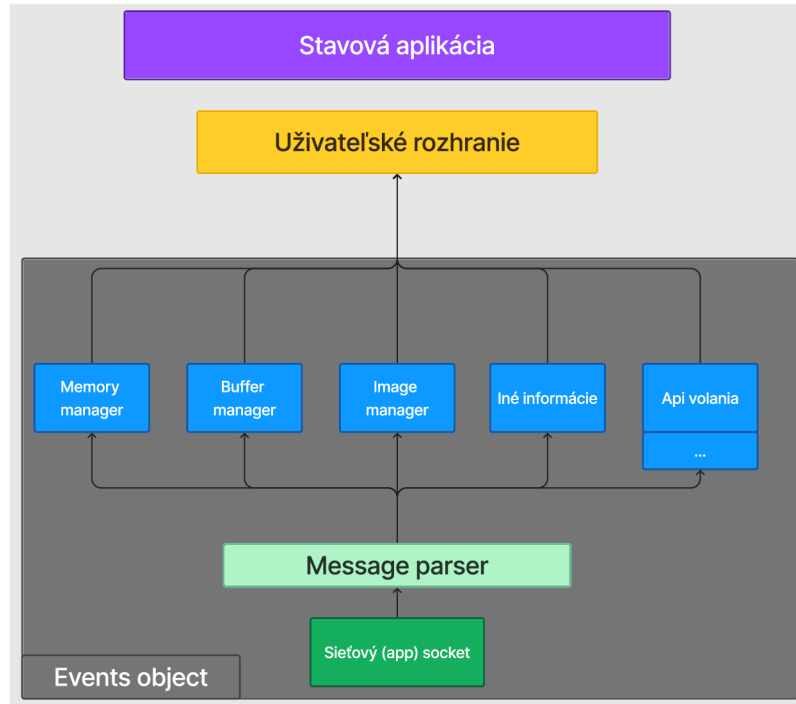 Stavová aplikácia
Uživateľské rozhranie
Memory
manager
Buffer
manager
Image
manager
Iné informácie
Api volania
...
Message parser
Sieťový (app) socket
Events object